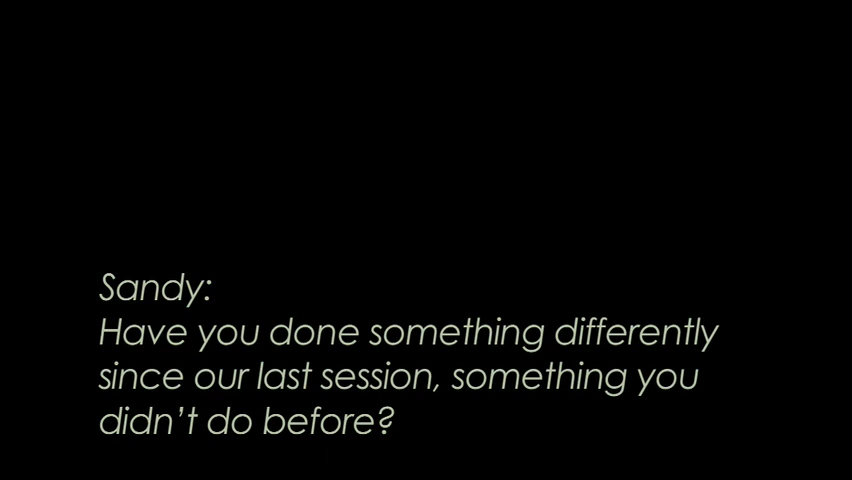 Sandy:
Have you done something differently
since our last session, something you
didn’t do before?